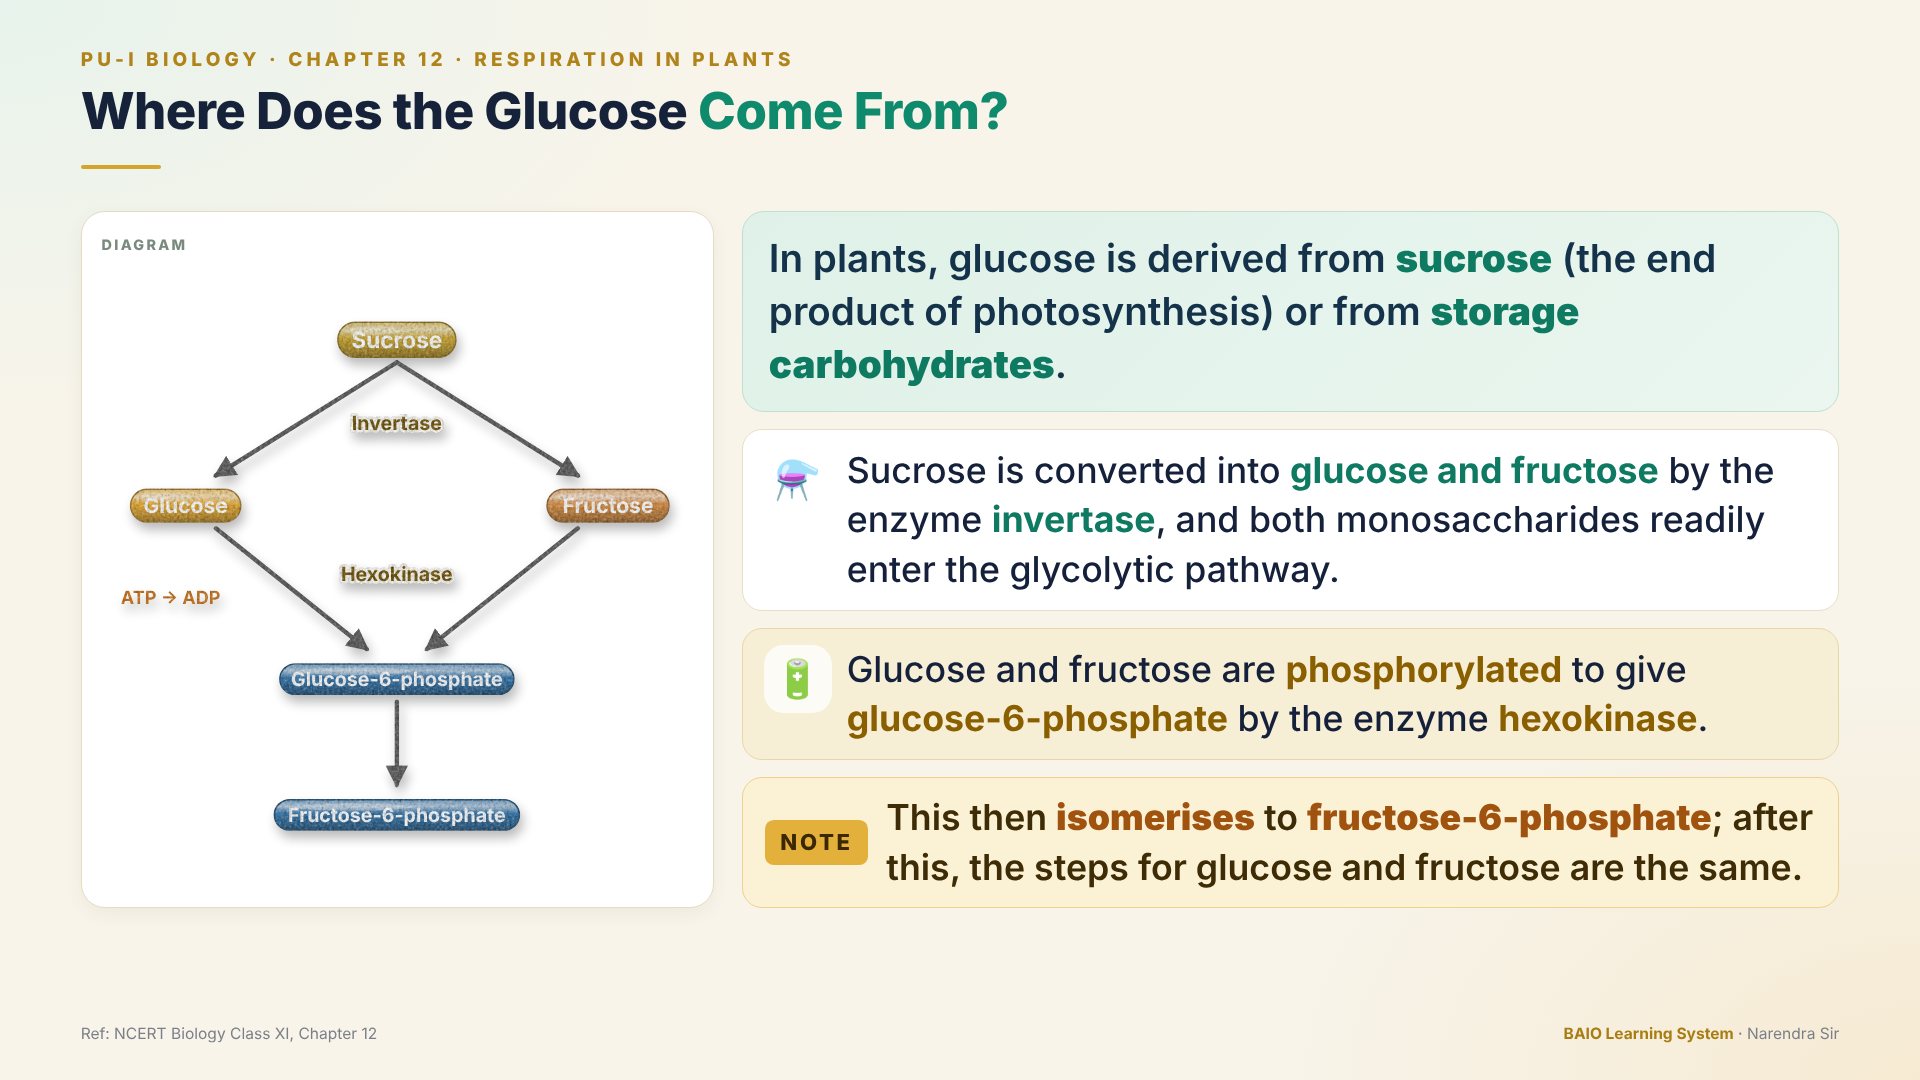 PU-I BIOLOGY · CHAPTER 12 · RESPIRATION IN PLANTS
Where Does the Glucose Come From?
DIAGRAM
Sucrose
Invertase
Glucose
Fructose
Hexokinase
ATP → ADP
Glucose-6-phosphate
Fructose-6-phosphate
In plants, glucose is derived from sucrose (the end
product of photosynthesis) or from storage
carbohydrates.
Sucrose is converted into glucose and fructose by the
enzyme invertase, and both monosaccharides readily
enter the glycolytic pathway.
Glucose and fructose are phosphorylated to give
glucose-6-phosphate by the enzyme hexokinase.
NOTE
This then isomerises to fructose-6-phosphate; after
this, the steps for glucose and fructose are the same.
Ref: NCERT Biology Class XI, Chapter 12
BAIO Learning System · Narendra Sir